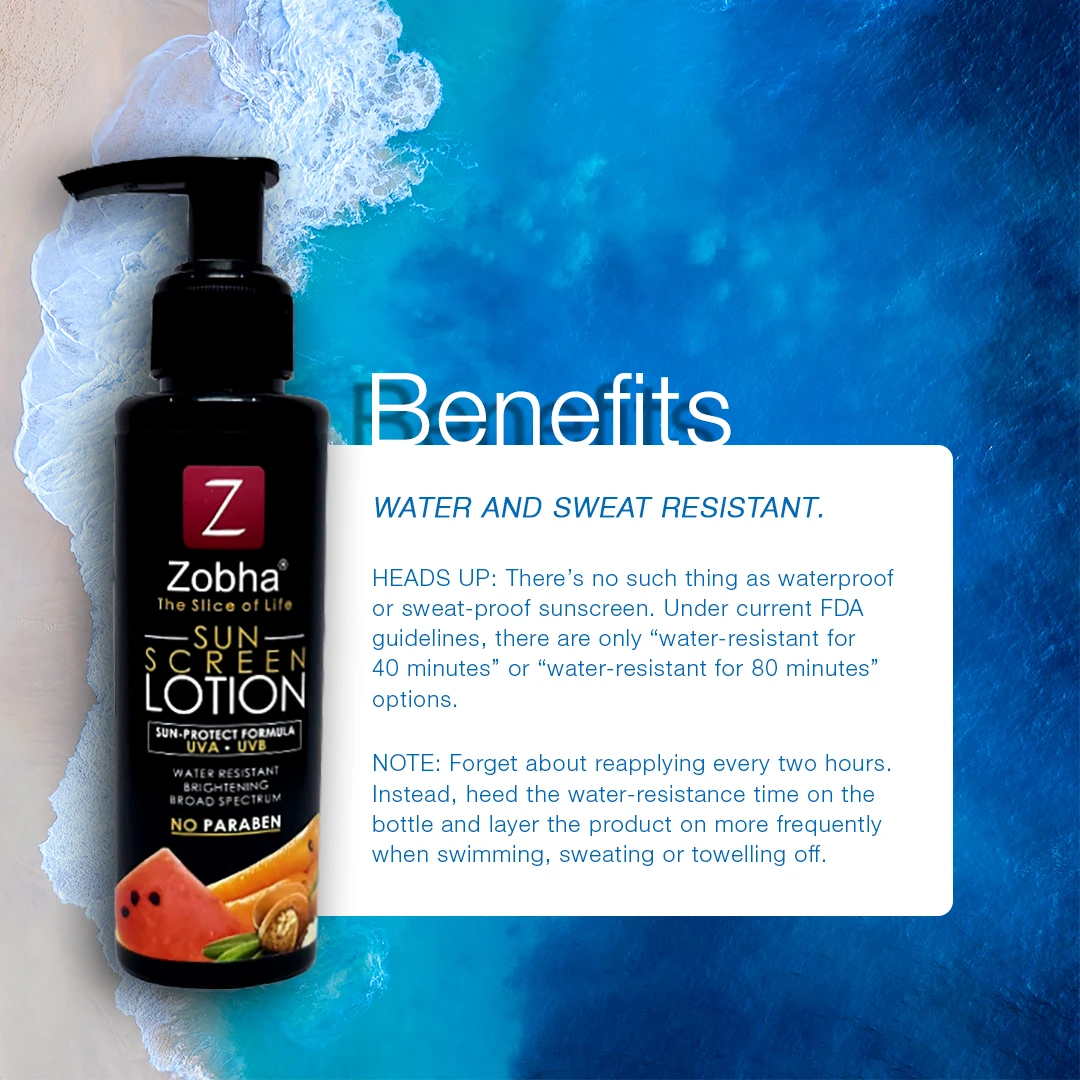 Benefits
WATER AND SWEAT RESISTANT.
HEADS UP: There’s no such thing as waterproof
or sweat-proof sunscreen. Under current FDA
guidelines, there are only “water-resistant for
40 minutes” or “water-resistant for 80 minutes”
options.
NOTE: Forget about reapplying every two hours.
Instead, heed the water-resistance time on the
bottle and layer the product on more frequently
when swimming, sweating or towelling off.
Z
Zobha®
The Slice of Life
SUN
SCREEN
LOTION
SUN-PROTECT FORMULA
UVA • UVB
WATER RESISTANT
BRIGHTENING
BROAD SPECTRUM
NO PARABEN